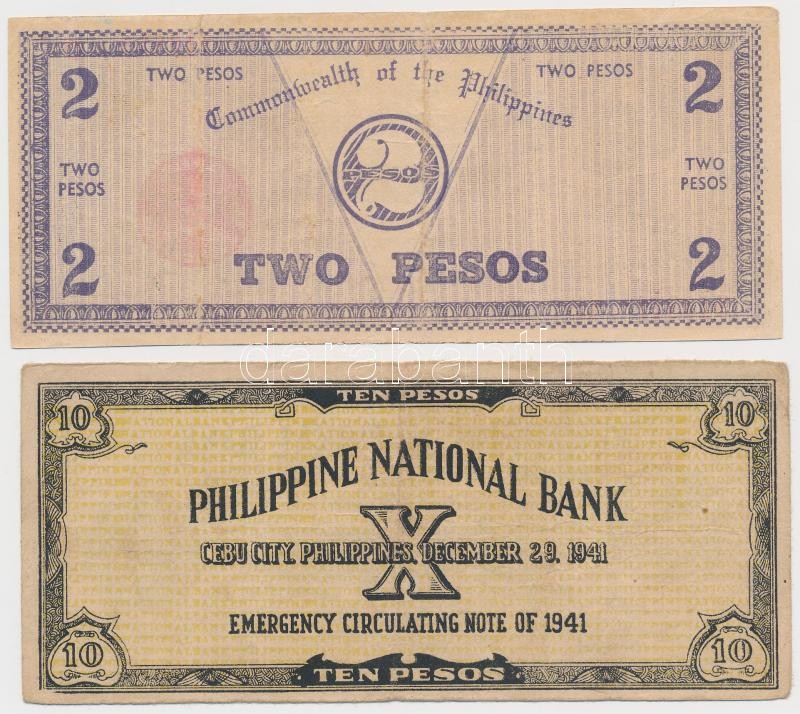 TWO PESOS
TWO PESOS
2
2
Commonwealth of the Philippines
TWO
PESOS
2
PESOS
TWO
PESOS
2
2
TWO PESOS
darabanth
TEN PESOS
10
10
PHILIPPINE NATIONAL BANK
X
CEBU CITY, PHILIPPINES, DECEMBER 29, 1941
EMERGENCY CIRCULATING NOTE OF 1941
10
10
TEN PESOS